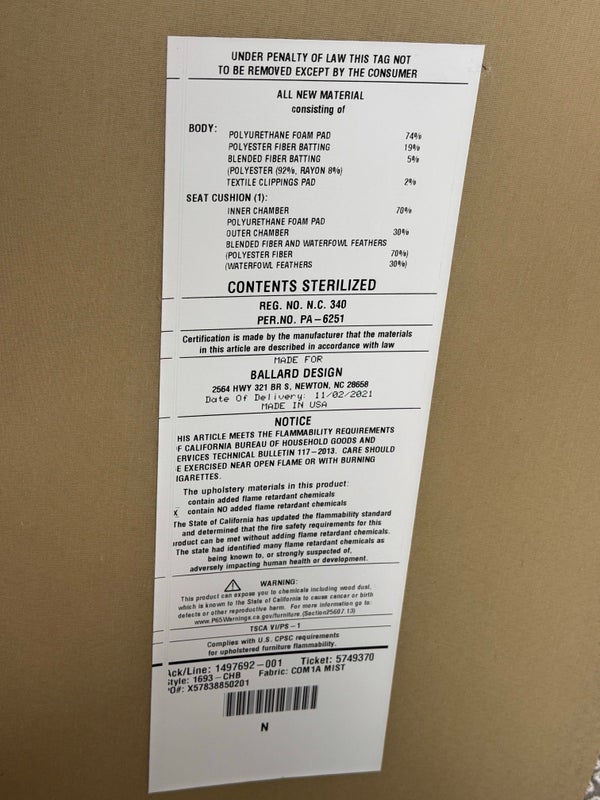 UNDER PENALTY OF LAW THIS TAG NOT
TO BE REMOVED EXCEPT BY THE CONSUMER
ALL NEW MATERIAL
consisting of
BODY:
POLYURETHANE FOAM PAD 74%
POLYESTER FIBER BATTING 19%
BLENDED FIBER BATTING 5%
(POLYESTER (92%, RAYON 8%)
TEXTILE CLIPPINGS PAD 2%
SEAT CUSHION (1):
INNER CHAMBER 70%
POLYURETHANE FOAM PAD
OUTER CHAMBER 30%
BLENDED FIBER AND WATERFOWL FEATHERS
(POLYESTER FIBER 70%)
(WATERFOWL FEATHERS 30%)
CONTENTS STERILIZED
REG. NO. N.C. 340
PER.NO. PA-6251
Certification is made by the manufacturer that the materials
in this article are described in accordance with law
MADE FOR
BALLARD DESIGN
2564 HWY 321 BR S, NEWTON, NC 28658
Date Of Delivery: 11/02/2021
MADE IN USA
NOTICE
HIS ARTICLE MEETS THE FLAMMABILITY REQUIREMENTS
F CALIFORNIA BUREAU OF HOUSEHOLD GOODS AND
ERVICES TECHNICAL BULLETIN 117-2013. CARE SHOULD
E EXERCISED NEAR OPEN FLAME OR WITH BURNING
IGARETTES.
The upholstery materials in this product:
contain added flame retardant chemicals
X contain NO added flame retardant chemicals
The State of California has updated the flammability standard
and determined that the fire safety requirements for this
roduct can be met without adding flame retardant chemicals.
The state had identified many flame retardant chemicals as
being known to, or strongly suspected of,
adversely impacting human health or development.
WARNING:
This product can expose you to chemicals including wood dust,
which is known to the State of California to cause cancer or birth
defects or other reproductive harm. For more information go to:
www.P65Warnings.ca.gov/furniture.(Section25607.13)
TSCA VI/PS-1
Complies with U.S. CPSC requirements
for upholstered furniture flammability.
Ack/Line: 1497692-001 Ticket: 5749370
tyle: 1693-CHB Fabric: COM1A MIST
PO#: X57838850201
N